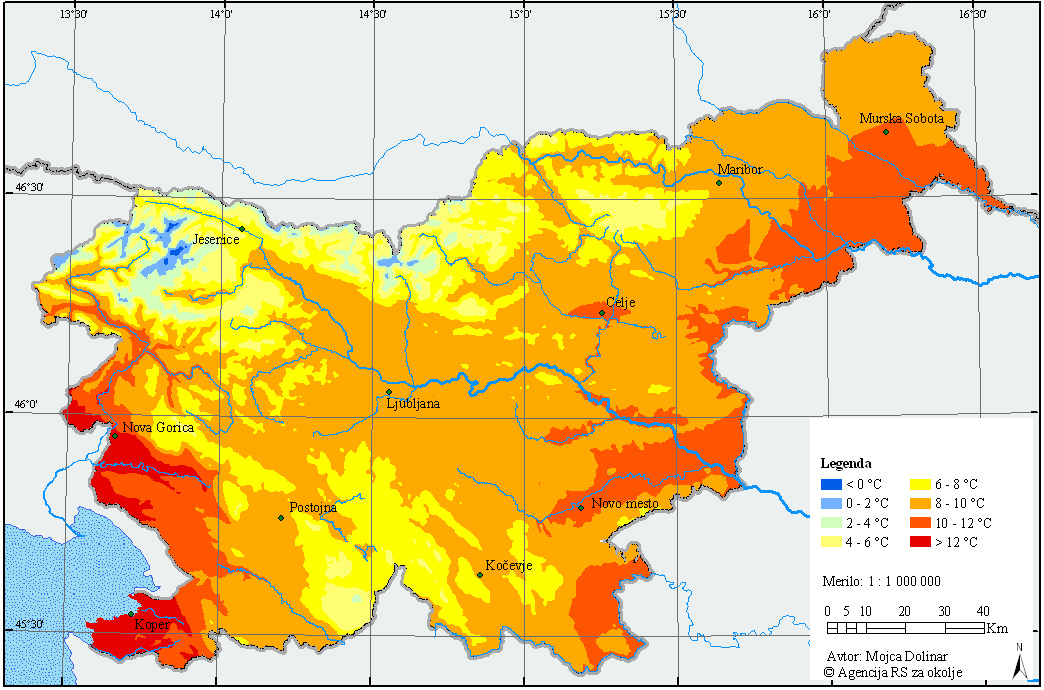 13°30' 14°0' 14°30' 15°0' 15°30' 16°0' 16°30'
Murska Sobota
Maribor
46°30'
Jesenice
Celje
46°0'
Ljubljana
Nova Gorica
Legenda
< 0 °C 6 - 8 °C
0 - 2 °C 8 - 10 °C
2 - 4 °C 10 - 12 °C
4 - 6 °C > 12 °C
Postojna
Novo mesto
Kočevje
Merilo: 1 : 1 000 000
0 5 10 20 30 40
Km
Koper
45°30'
N
Avtor: Mojca Dolinar
© Agencija RS za okolje